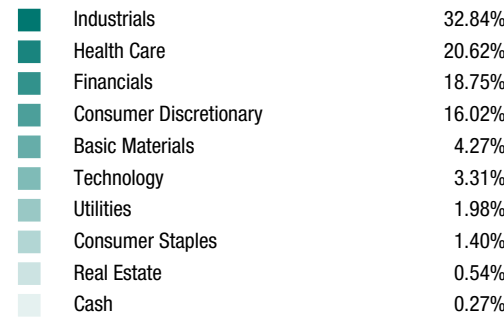 Industrials 32.84%
Health Care 20.62%
Financials 18.75%
Consumer Discretionary 16.02%
Basic Materials 4.27%
Technology 3.31%
Utilities 1.98%
Consumer Staples 1.40%
Real Estate 0.54%
Cash 0.27%